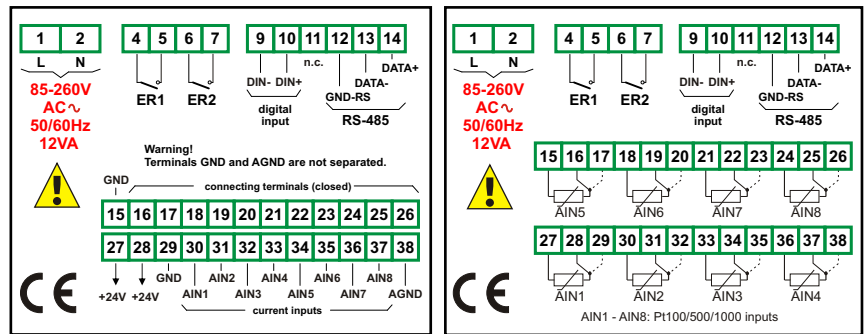 1 2 4 5 6 7 9 10 11 12 13 14
L N
n.c.
DATA+
DIN- DIN+
DATA-
GND-RS
ER1 ER2
digital
input
RS-485
85-260V
AC∿
50/60Hz
12VA
Warning!
Terminals GND and AGND are not separated.
GND
connecting terminals (closed)
15 16 17 18 19 20 21 22 23 24 25 26
27 28 29 30 31 32 33 34 35 36 37 38
GND AIN2 AIN4 AIN6 AIN8
+24V +24V AIN1 AIN3 AIN5 AIN7 AGND
current inputs
CE
1 2 4 5 6 7 9 10 11 12 13 14
L N
n.c.
DATA+
DIN- DIN+
DATA-
GND-RS
ER1 ER2
digital
input
RS-485
85-260V
AC∿
50/60Hz
12VA
15 16 17 18 19 20 21 22 23 24 25 26
AIN5 AIN6 AIN7 AIN8
27 28 29 30 31 32 33 34 35 36 37 38
AIN1 AIN2 AIN3 AIN4
AIN1 - AIN8: Pt100/500/1000 inputs
CE